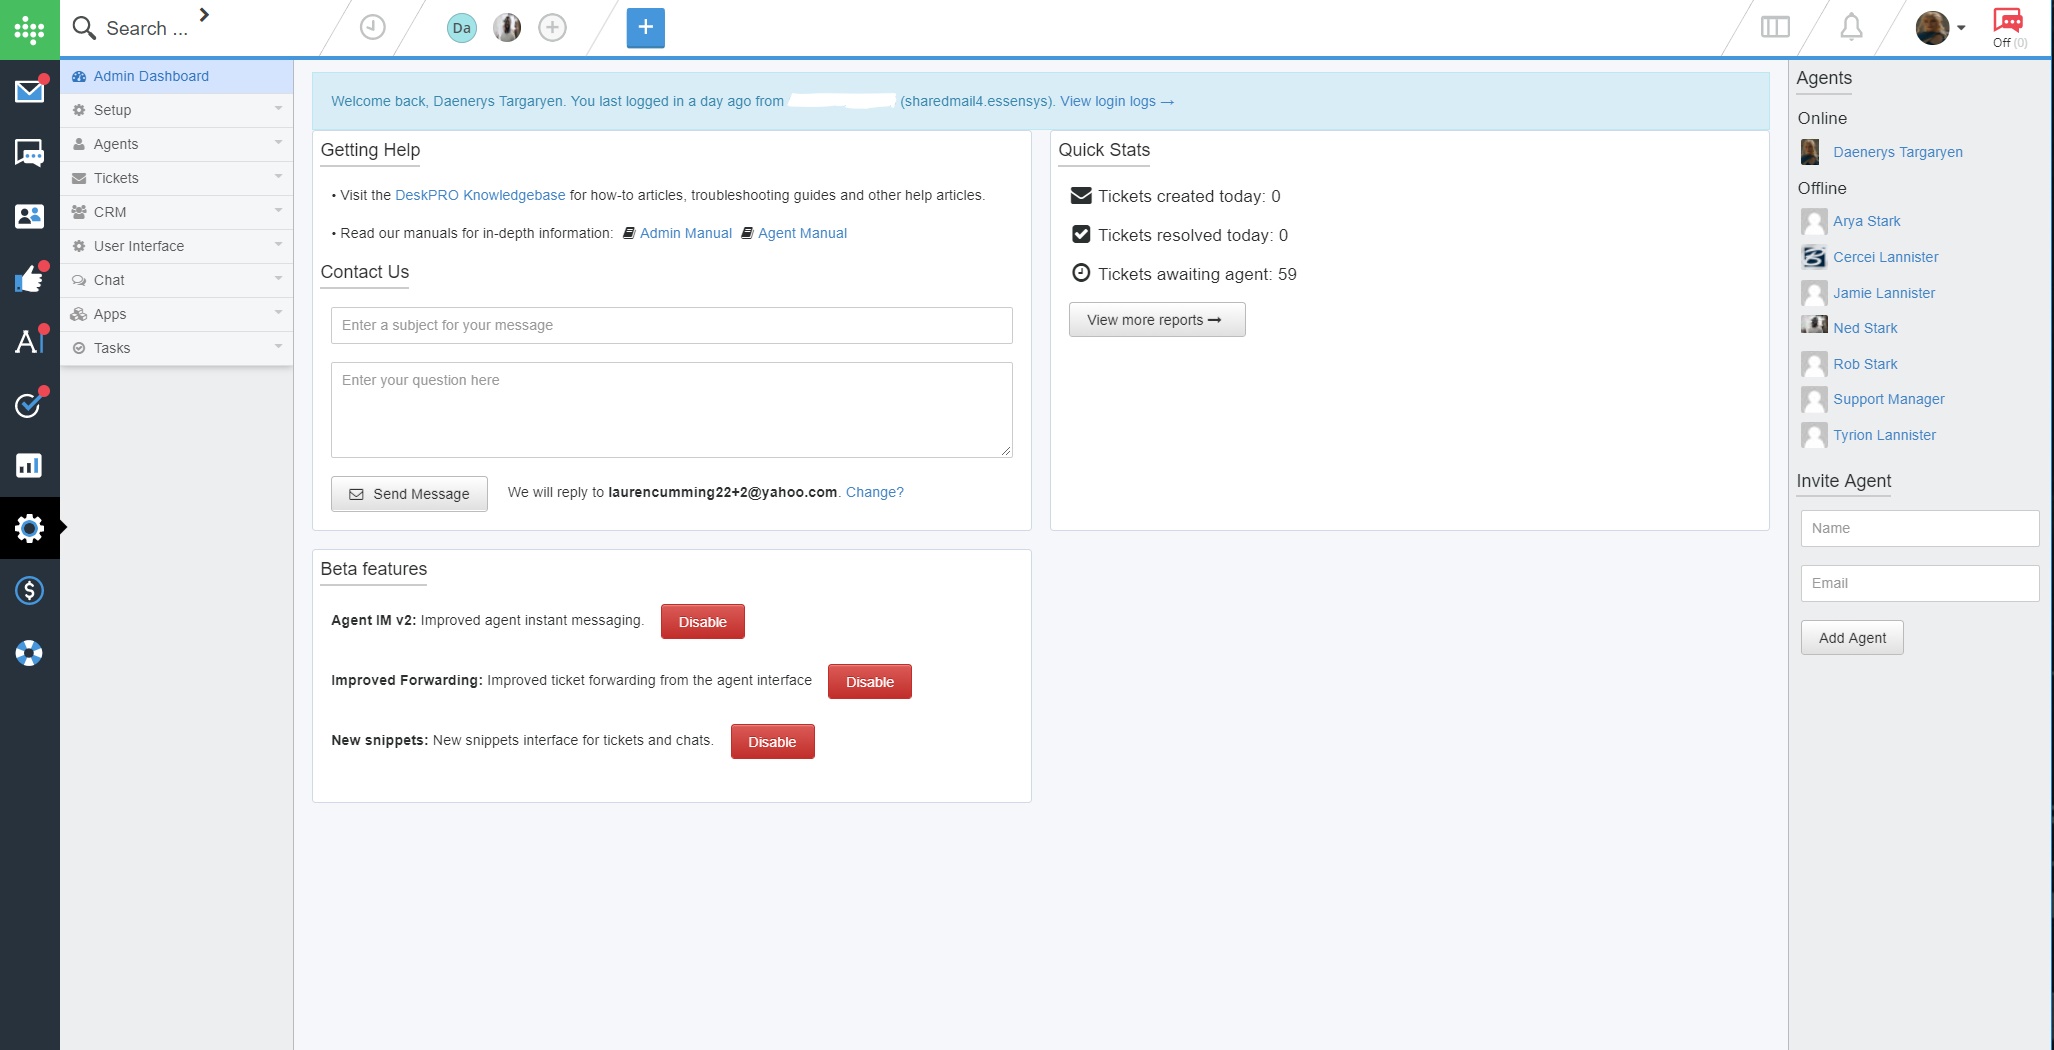 Search ...
Da
+
Off (0)
Admin Dashboard
Setup
Agents
Tickets
CRM
User Interface
Chat
Apps
Tasks
Welcome back, Daenerys Targaryen. You last logged in a day ago from (sharedmail4.essensys). View login logs →
Getting Help
• Visit the DeskPRO Knowledgebase for how-to articles, troubleshooting guides and other help articles.
• Read our manuals for in-depth information: Admin Manual Agent Manual
Contact Us
Enter a subject for your message
Enter your question here
Send Message
We will reply to laurencumming22+2@yahoo.com. Change?
Quick Stats
Tickets created today: 0
Tickets resolved today: 0
Tickets awaiting agent: 59
View more reports →
Beta features
Agent IM v2: Improved agent instant messaging. Disable
Improved Forwarding: Improved ticket forwarding from the agent interface Disable
New snippets: New snippets interface for tickets and chats. Disable
Agents
Online
Daenerys Targaryen
Offline
Arya Stark
Cercei Lannister
Jamie Lannister
Ned Stark
Rob Stark
Support Manager
Tyrion Lannister
Invite Agent
Name
Email
Add Agent